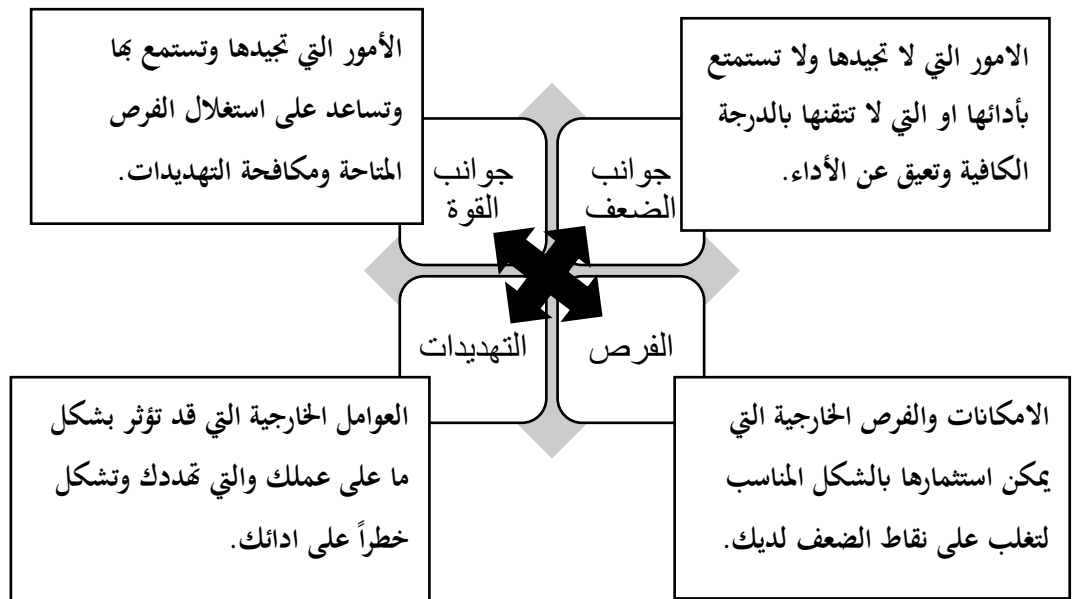 الامور التي لا تجيدها ولا تستمتع
بأدائها او التي لا تتقنها بالدرجة
الكافية وتعيق عن الأداء.
جوانب
الضعف
الأمور التي تجيدها وتستمع بها
وتساعد على استغلال الفرص
المتاحة ومكافحة التهديدات.
جوانب
القوة
الفرص
الامكانات والفرص الخارجية التي
يمكن استثمارها بالشكل المناسب
لتغلب على نقاط الضعف لديك.
التهديدات
العوامل الخارجية التي قد تؤثر بشكل
ما على عملك والتي تهددك وتشكل
خطراً على ادائك.